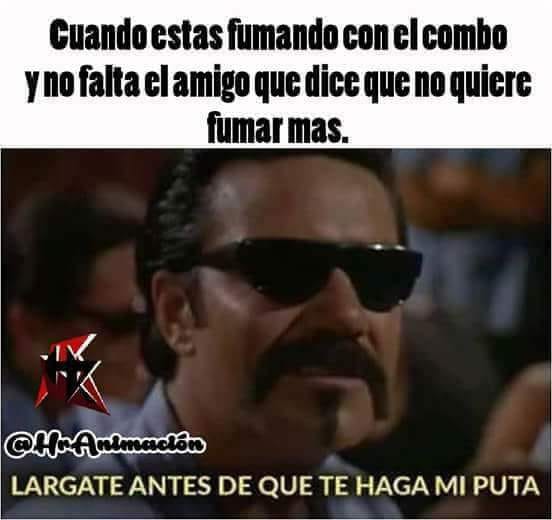 Cuando estas fumando con el combo
y no falta el amigo que dice que no quiere
fumar mas.
@HrAnimación
LARGATE ANTES DE QUE TE HAGA MI PUTA